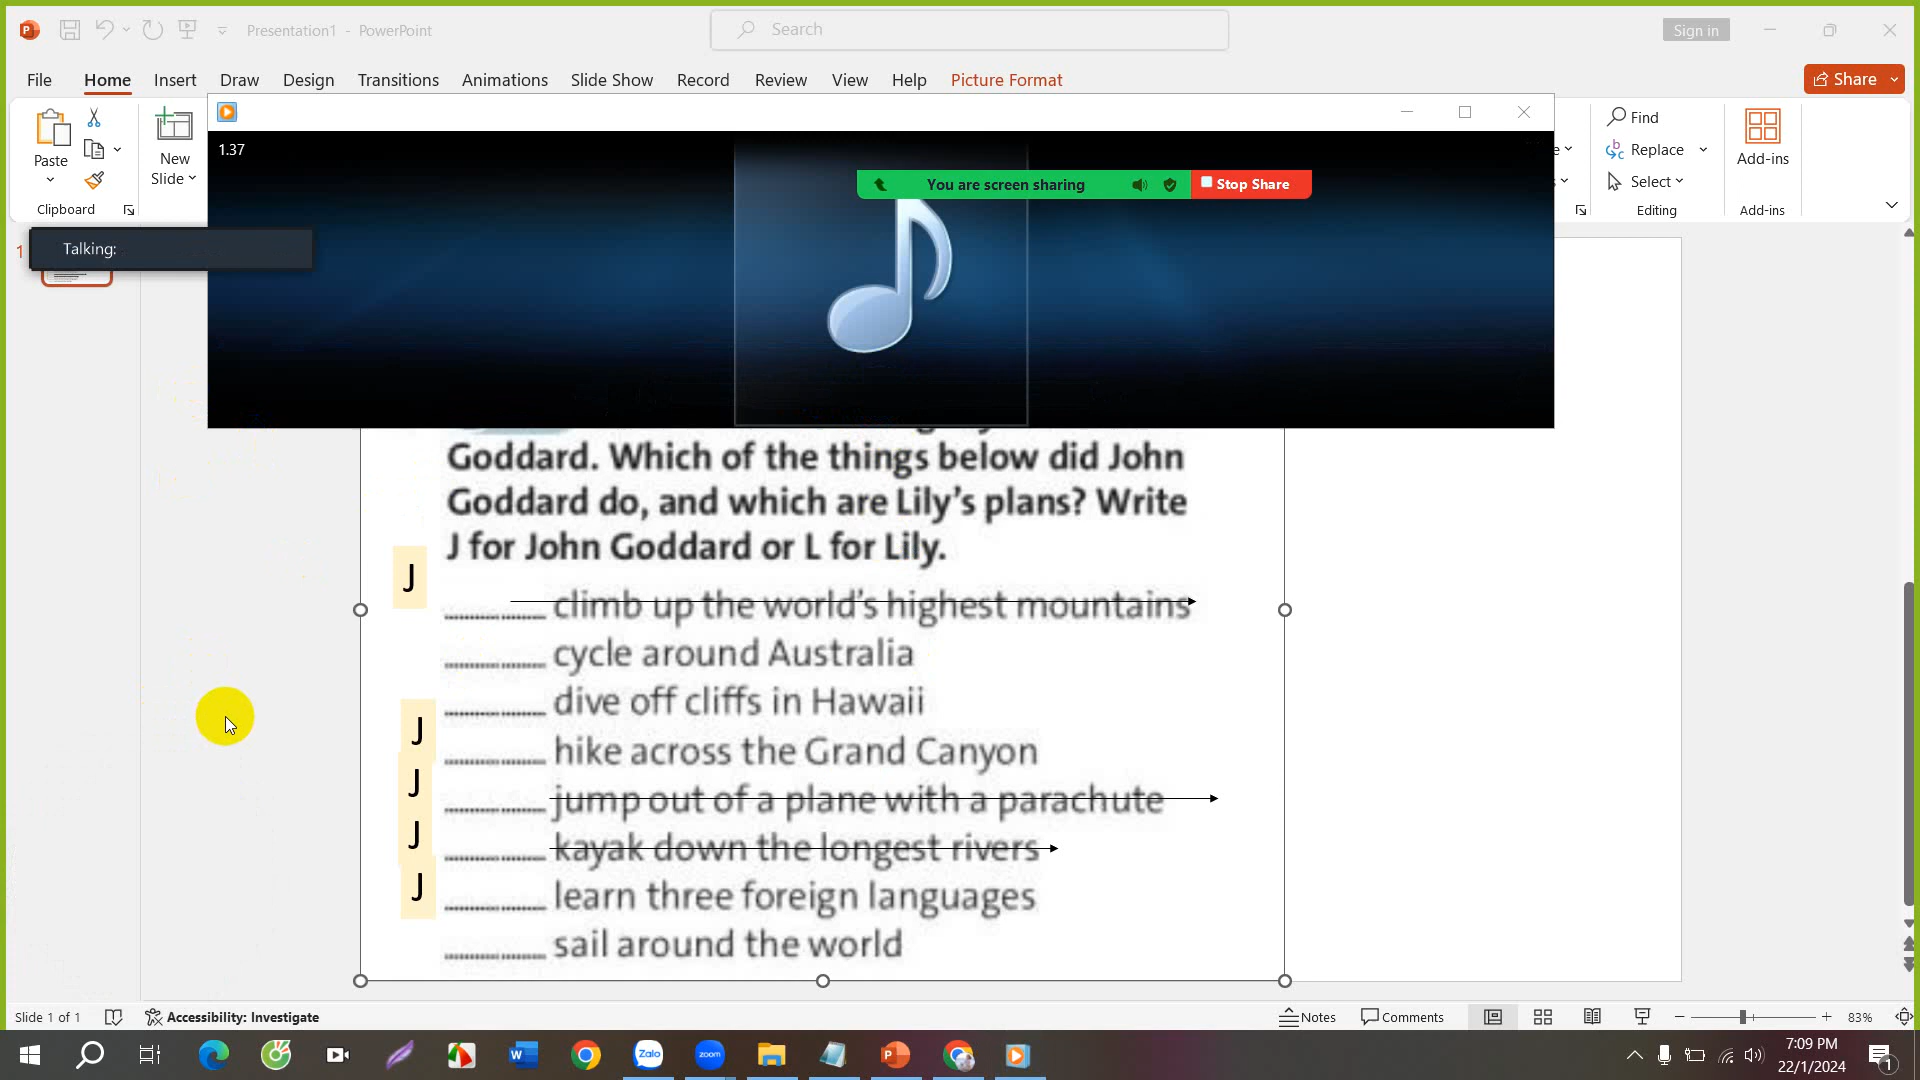 Presentation1 - PowerPoint
Search
Sign in
File Home Insert Draw Design Transitions Animations Slide Show Record Review View Help Picture Format
Share
Paste
New
Slide
Clipboard
1.37
You are screen sharing
Stop Share
Find
Replace
Select
Editing
Add-ins
Add-ins
1
Talking:
Goddard. Which of the things below did John
Goddard do, and which are Lily's plans? Write
J for John Goddard or L for Lily.
J
climb up the world's highest mountains
cycle around Australia
dive off cliffs in Hawaii
J
hike across the Grand Canyon
J
jump out of a plane with a parachute
J
kayak down the longest rivers
J
learn three foreign languages
sail around the world
Slide 1 of 1
Accessibility: Investigate
Notes
Comments
83%
Zalo
zoom
7:09 PM
22/1/2024
1